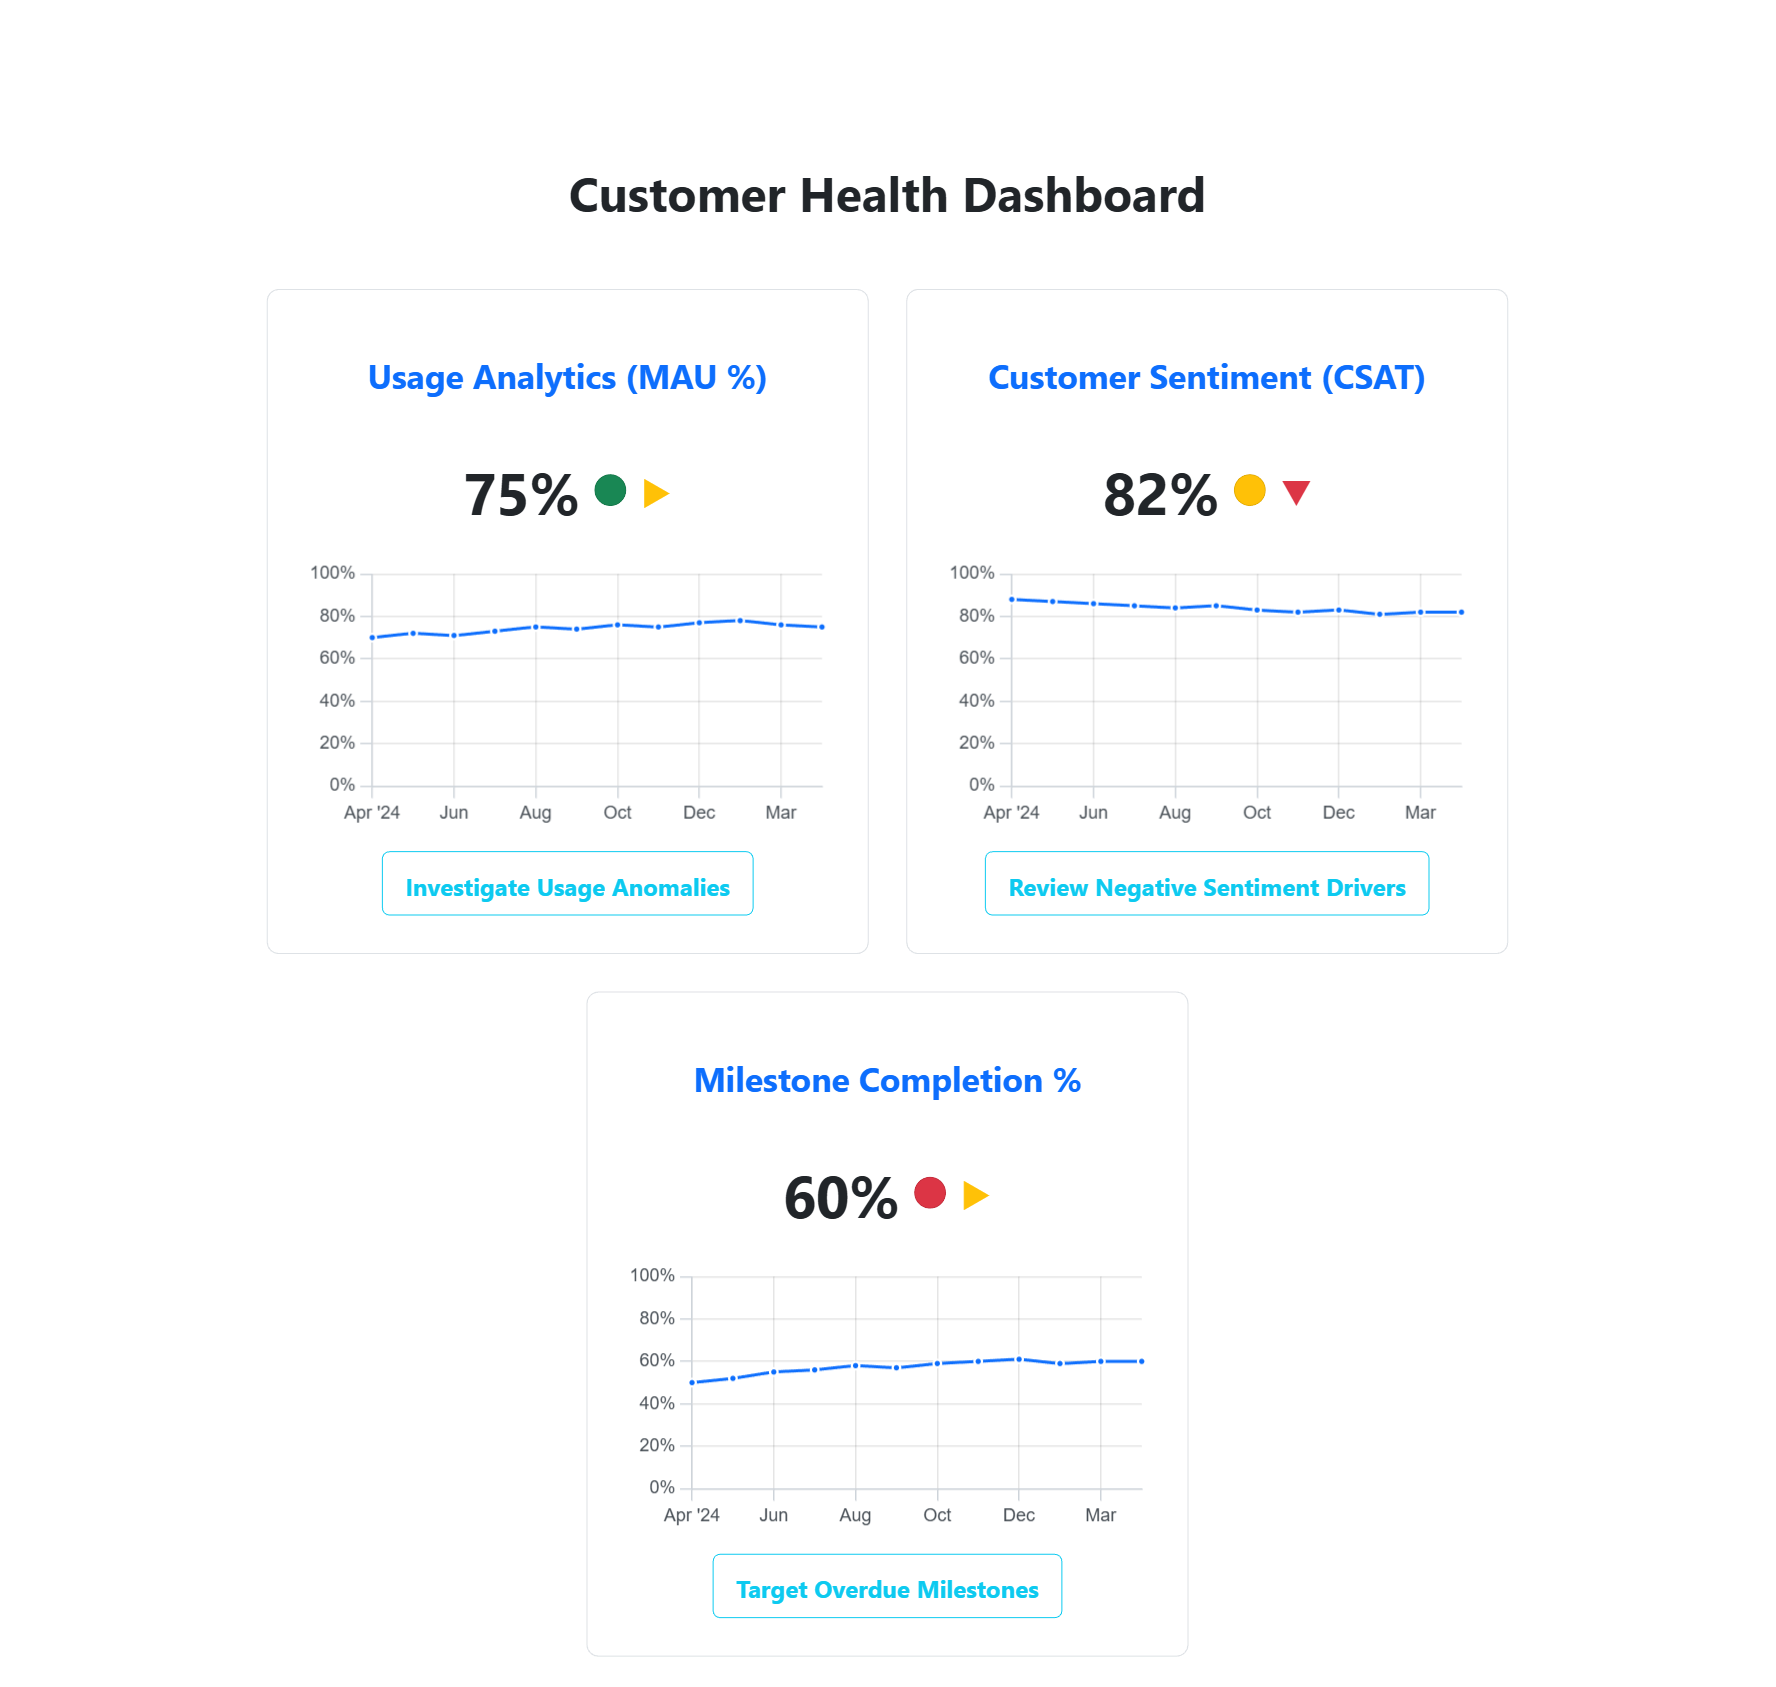 Customer Health Dashboard
Usage Analytics (MAU %)
75%
100%
80%
60%
40%
20%
0%
Apr '24 Jun Aug Oct Dec Mar
Investigate Usage Anomalies
Customer Sentiment (CSAT)
82%
100%
80%
60%
40%
20%
0%
Apr '24 Jun Aug Oct Dec Mar
Review Negative Sentiment Drivers
Milestone Completion %
60%
100%
80%
60%
40%
20%
0%
Apr '24 Jun Aug Oct Dec Mar
Target Overdue Milestones